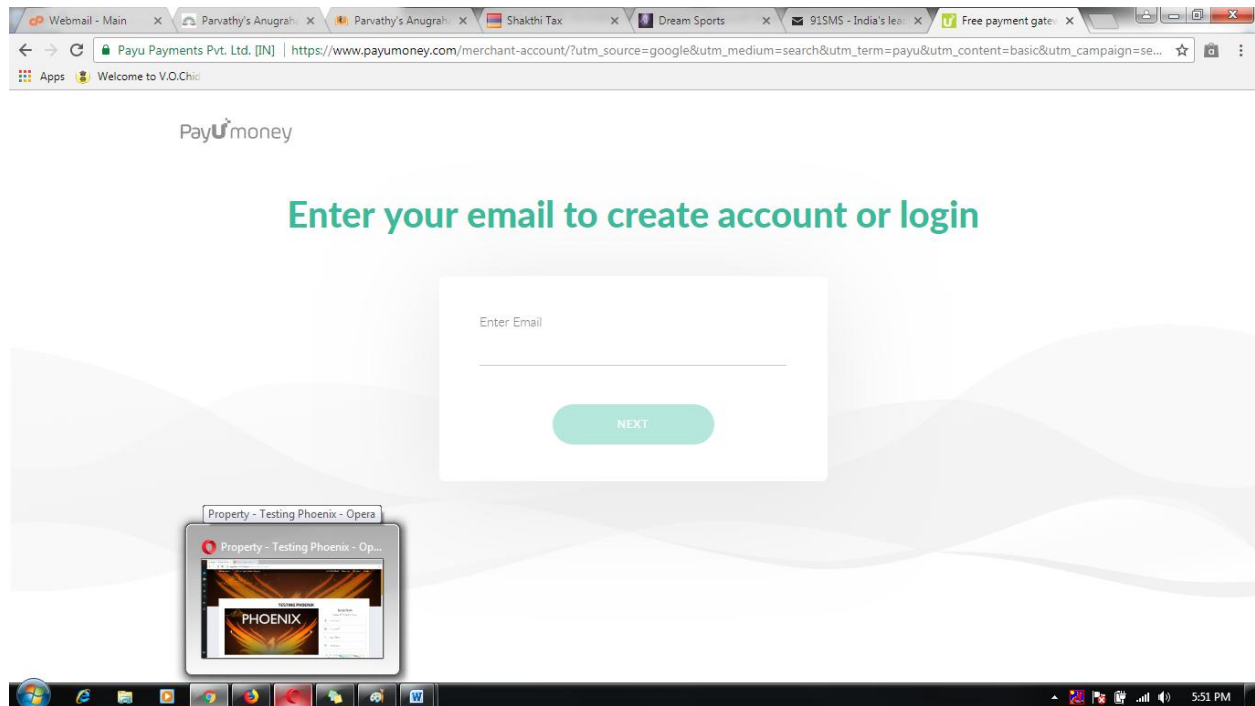 Webmail - Main
Parvathy's Anugrah
Parvathy's Anugrah
Shakthi Tax
Dream Sports
91SMS - India's lea
Free payment gatew
Payu Payments Pvt. Ltd. [IN] | https://www.payumoney.com/merchant-account/?utm_source=google&utm_medium=search&utm_term=payu&utm_content=basic&utm_campaign=se...
Apps
Welcome to V.O.Chid
PayUmoney
Enter your email to create account or login
Enter Email
NEXT
Property - Testing Phoenix - Opera
Property - Testing Phoenix - Op...
TESTING PHOENIX
PHOENIX
5:51 PM